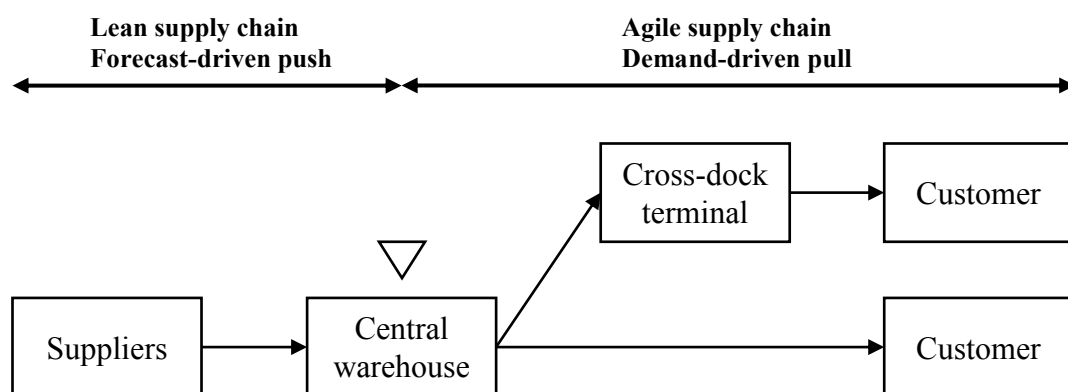 Lean supply chain
Forecast-driven push
Agile supply chain
Demand-driven pull
Cross-dock
terminal
Customer
Suppliers
Central
warehouse
Customer